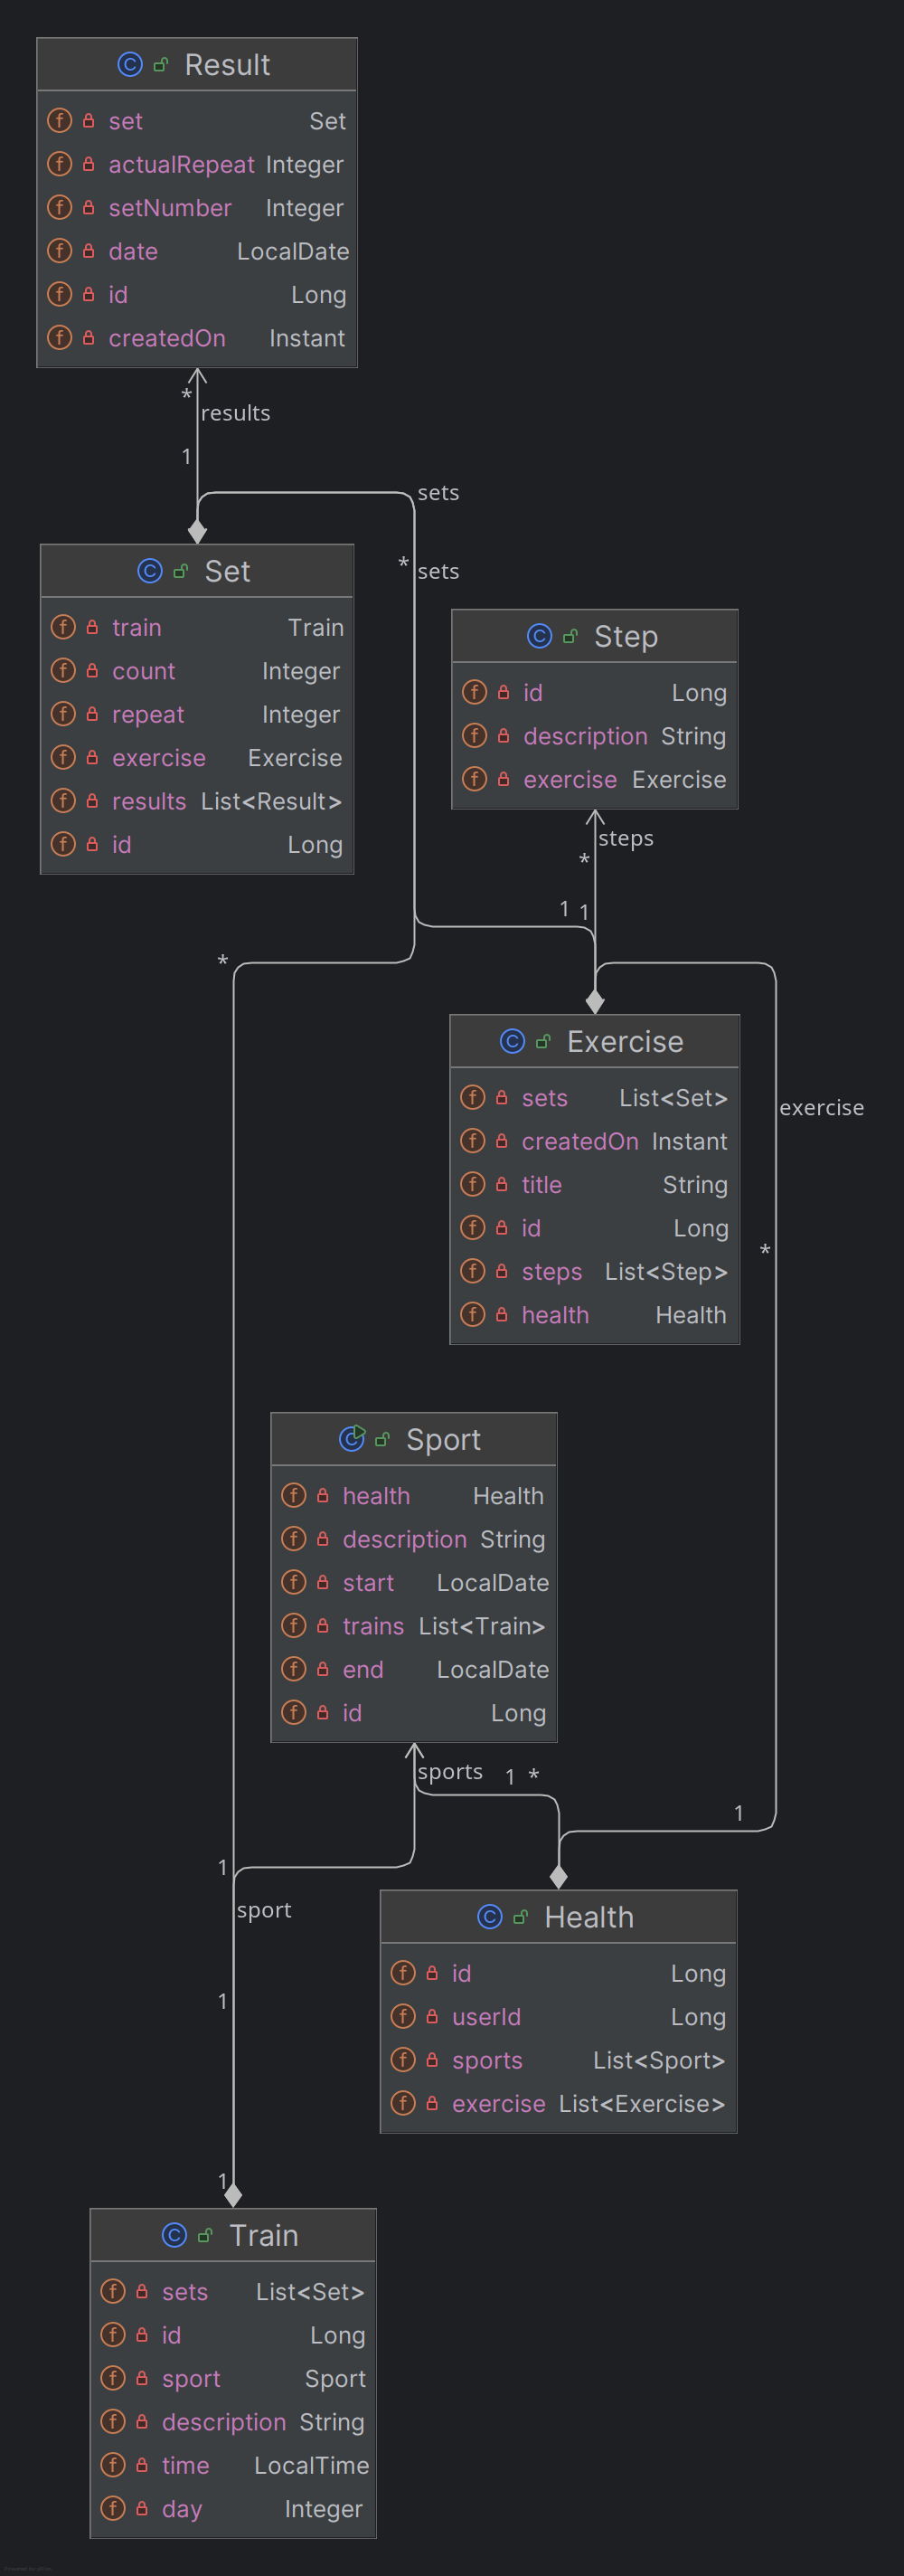 Result
set Set
actualRepeat Integer
setNumber Integer
date LocalDate
id Long
createdOn Instant
*
results
1
sets
*
sets
Set
train Train
count Integer
repeat Integer
exercise Exercise
results List<Result>
id Long
Step
id Long
description String
exercise Exercise
steps
*
1 1
*
Exercise
sets List<Set>
createdOn Instant
title String
id Long
steps List<Step>
health Health
exercise
*
Sport
health Health
description String
start LocalDate
trains List<Train>
end LocalDate
id Long
sports 1 *
1
1
sport
1
Health
id Long
userId Long
sports List<Sport>
exercise List<Exercise>
1
Train
sets List<Set>
id Long
sport Sport
description String
time LocalTime
day Integer
Powered by yFiles